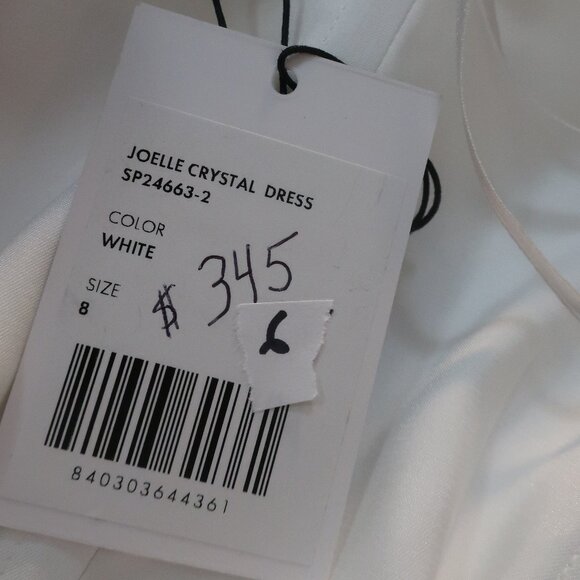 JOELLE CRYSTAL DRESS
SP24663-2
COLOR
WHITE
SIZE
8
$ 345
6
840303644361